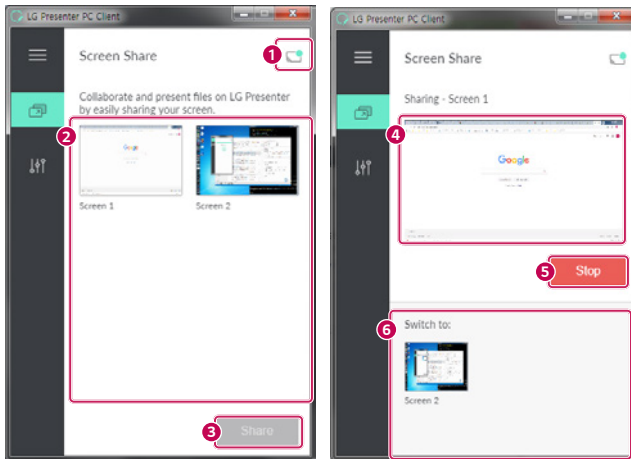 LG Presenter PC Client
Screen Share
1
Collaborate and present files on LG Presenter
by easily sharing your screen.
2
Google
Screen 1
Screen 2
3
Share
LG Presenter PC Client
Screen Share
Sharing - Screen 1
4
Google
5
Stop
6
Switch to:
Screen 2